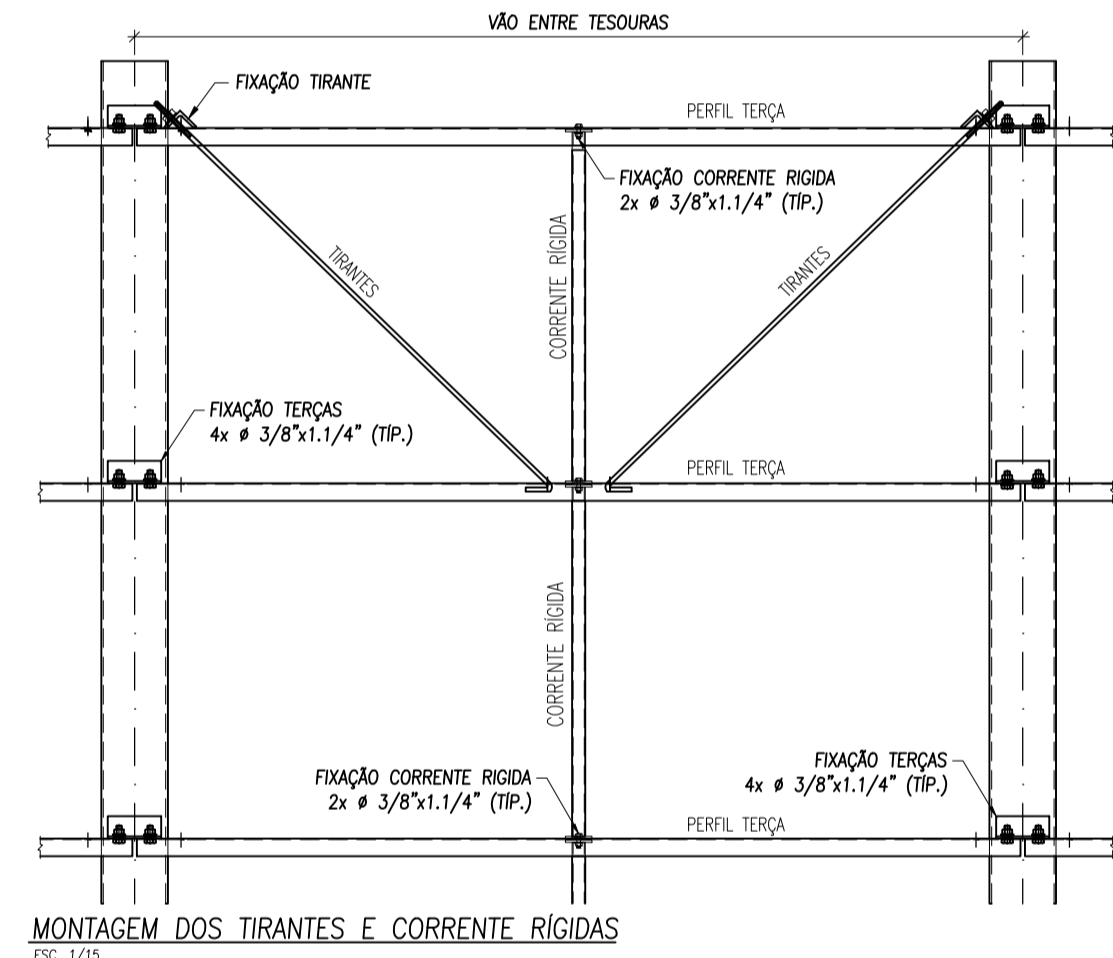 VÃO ENTRE TESOURAS
FIXAÇÃO TIRANTE
PERFIL TERÇA
FIXAÇÃO CORRENTE RIGIDA
2x ø 3/8"x1.1/4" (TÍP.)
TIRANTES
CORRENTE RÍGIDA
TIRANTES
FIXAÇÃO TERÇAS
4x ø 3/8"x1.1/4" (TÍP.)
PERFIL TERÇA
CORRENTE RÍGIDA
FIXAÇÃO CORRENTE RIGIDA
2x ø 3/8"x1.1/4" (TÍP.)
FIXAÇÃO TERÇAS
4x ø 3/8"x1.1/4" (TÍP.)
PERFIL TERÇA
MONTAGEM DOS TIRANTES E CORRENTE RÍGIDAS
ESC. 1/15